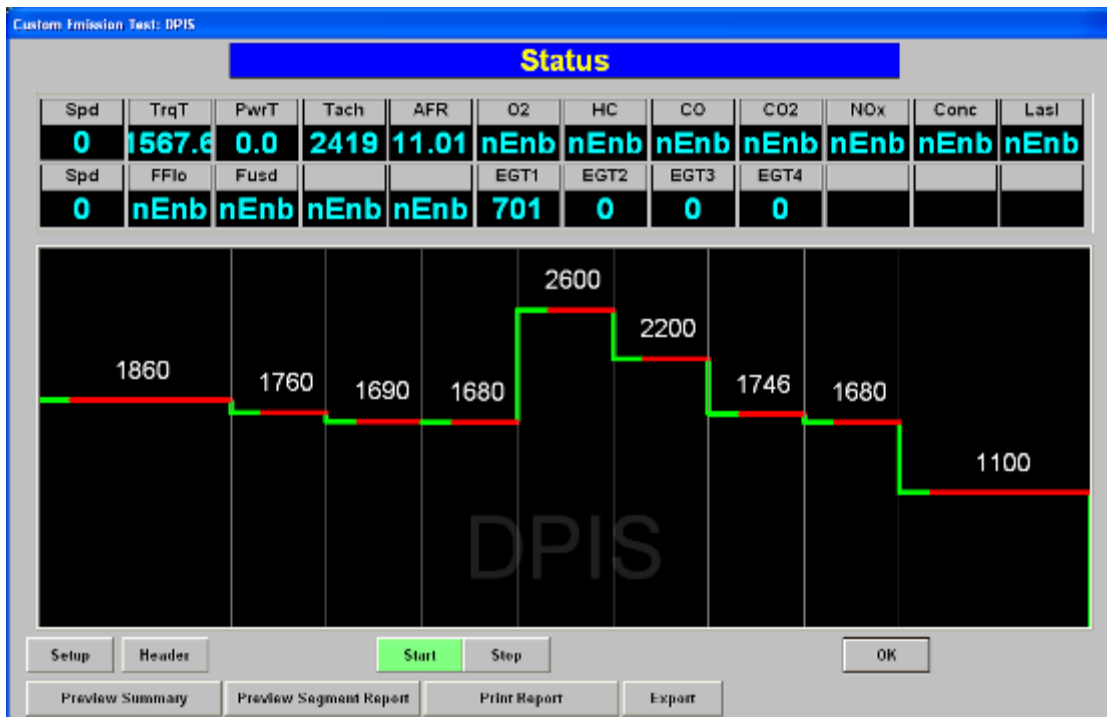 Custom Emission Test: DPIS
Status
Spd TrqT PwrT Tach AFR O2 HC CO CO2 NOx Conc Lasl
0 1567.6 0.0 2419 11.01 nEnb nEnb nEnb nEnb nEnb nEnb nEnb
Spd FFlo Fusd EGT1 EGT2 EGT3 EGT4
0 nEnb nEnb nEnb nEnb 701 0 0 0
2600
2200
1860 1760 1690 1680 1746 1680
1100
DPIS
Setup Header Start Stop OK
Preview Summary Preview Segment Report Print Report Export